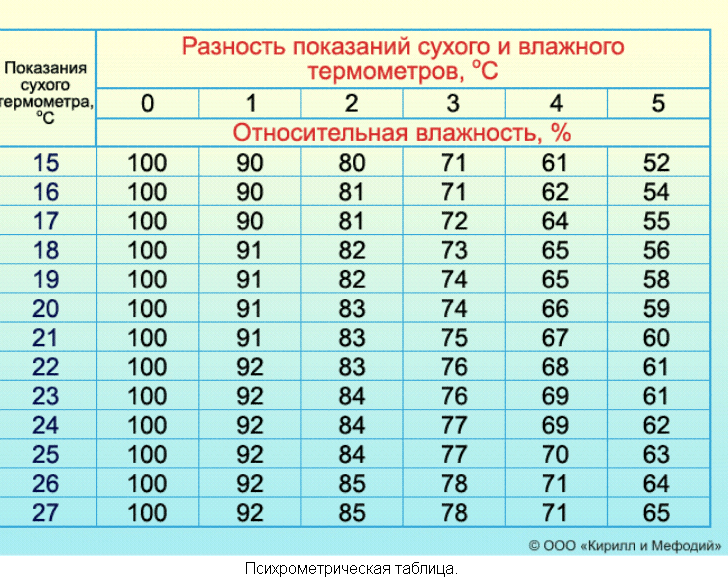 Разность показаний сухого и влажного
термометров, °С
Показания
сухого
термометра,
°С
0 1 2 3 4 5
Относительная влажность, %
15 100 90 80 71 61 52
16 100 90 81 71 62 54
17 100 90 81 72 64 55
18 100 91 82 73 65 56
19 100 91 82 74 65 58
20 100 91 83 74 66 59
21 100 91 83 75 67 60
22 100 92 83 76 68 61
23 100 92 84 76 69 61
24 100 92 84 77 69 62
25 100 92 84 77 70 63
26 100 92 85 78 71 64
27 100 92 85 78 71 65
© ООО «Кирилл и Мефодий»
Психрометрическая таблица.